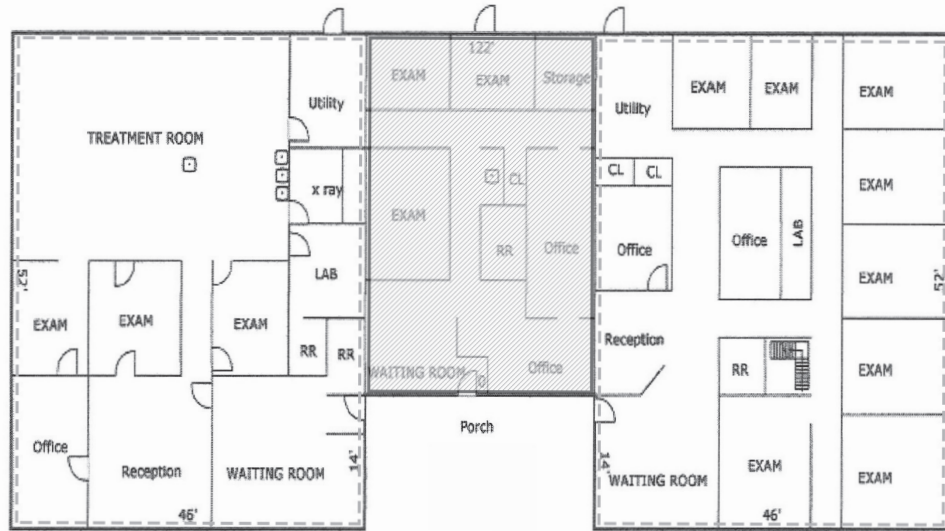 122'
EXAM
EXAM
Storage
Utility
TREATMENT ROOM
x ray
CL
EXAM
RR
Office
LAB
52'
EXAM
EXAM
EXAM
RR
RR
WAITING ROOM
Office
Office
Reception
WAITING ROOM
14'
46'
Porch
Utility
EXAM
EXAM
EXAM
CL
CL
EXAM
Office
Office
LAB
EXAM
52'
Reception
RR
EXAM
14'
WAITING ROOM
EXAM
EXAM
46'